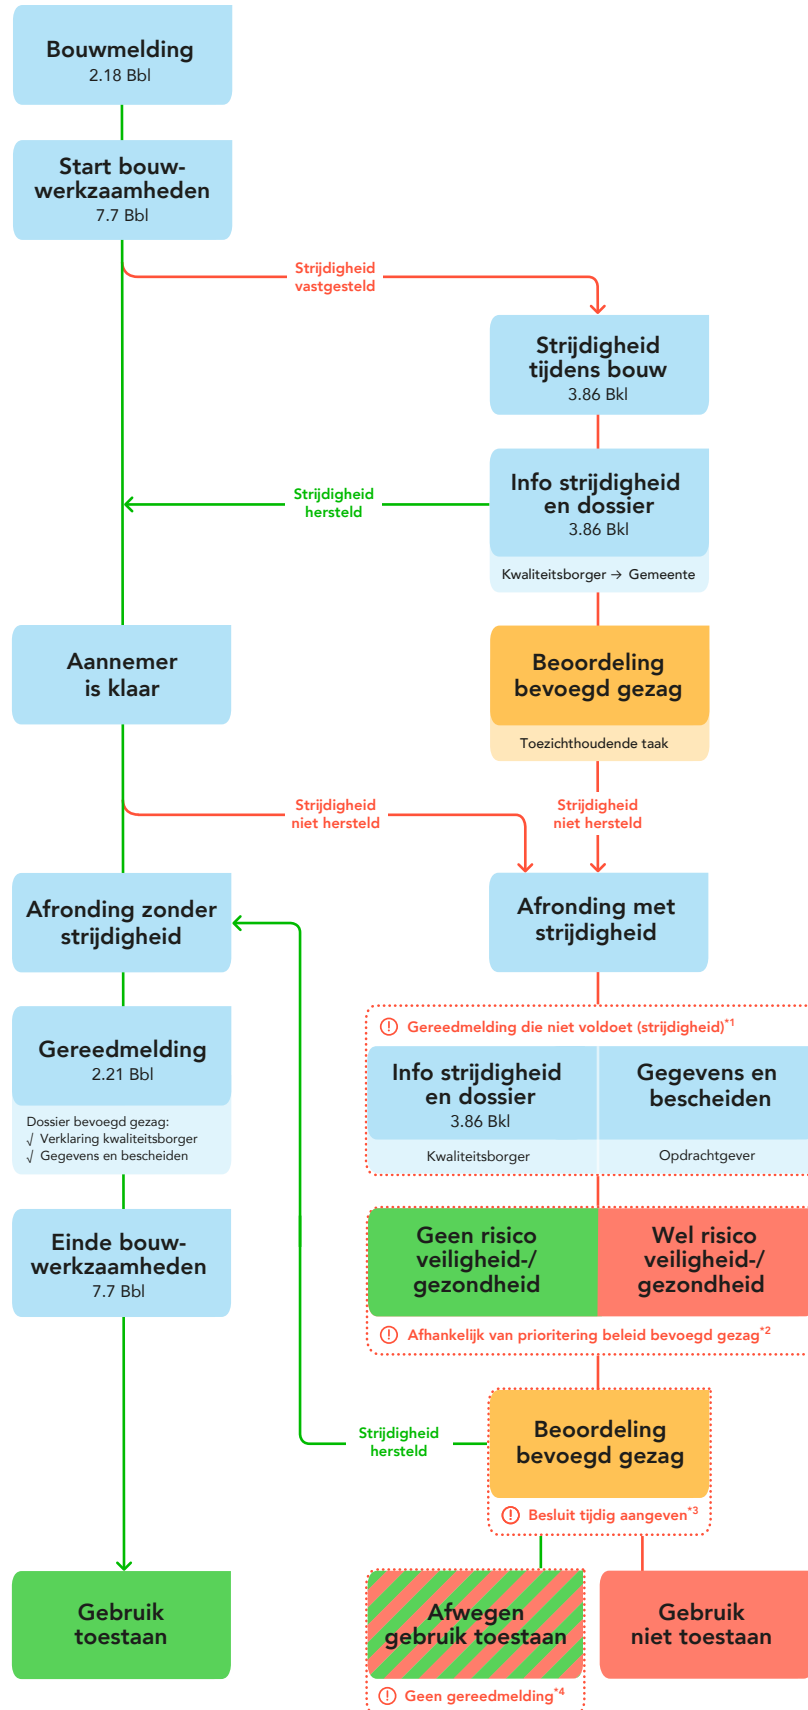 Bouwmelding
2.18 Bbl
Start bouw-
werkzaamheden
7.7 Bbl
Strijdigheid
vastgesteld
Strijdigheid
tijdens bouw
3.86 Bkl
Info strijdigheid
en dossier
3.86 Bkl
Kwaliteitsborger → Gemeente
Strijdigheid
hersteld
Aannemer
is klaar
Beoordeling
bevoegd gezag
Toezichthoudende taak
Strijdigheid
niet hersteld
Strijdigheid
niet hersteld
Afronding zonder
strijdigheid
Afronding met
strijdigheid
Gereedmelding
2.21 Bbl
Dossier bevoegd gezag:
√ Verklaring kwaliteitsborger
√ Gegevens en bescheiden
! Gereedmelding die niet voldoet (strijdigheid)*1
Info strijdigheid
en dossier
3.86 Bkl
Kwaliteitsborger
Gegevens en
bescheiden
Opdrachtgever
Einde bouw-
werkzaamheden
7.7 Bbl
Geen risico
veiligheid-/
gezondheid
Wel risico
veiligheid-/
gezondheid
! Afhankelijk van prioritering beleid bevoegd gezag*2
Strijdigheid
hersteld
Beoordeling
bevoegd gezag
! Besluit tijdig aangeven*3
Gebruik
toestaan
Afwegen
gebruik toestaan
! Geen gereedmelding*4
Gebruik
niet toestaan